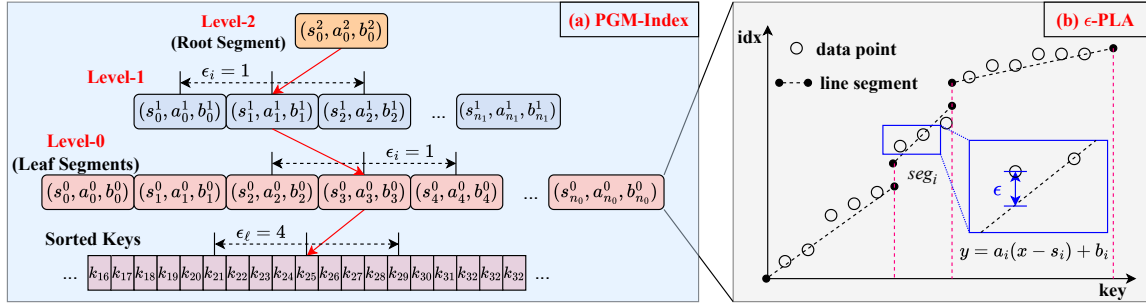 (a) PGM-Index
Level-2
(Root Segment)
(s_0^2, a_0^2, b_0^2)
Level-1
ϵ_i = 1
(s_0^1, a_0^1, b_0^1) (s_1^1, a_1^1, b_1^1) (s_2^1, a_2^1, b_2^1) ... (s_{n_1}^1, a_{n_1}^1, b_{n_1}^1)
Level-0
(Leaf Segments)
ϵ_i = 1
(s_0^0, a_0^0, b_0^0) (s_1^0, a_1^0, b_1^0) (s_2^0, a_2^0, b_2^0) (s_3^0, a_3^0, b_3^0) (s_4^0, a_4^0, b_4^0) ... (s_{n_0}^0, a_{n_0}^0, b_{n_0}^0)
Sorted Keys
ϵ_ℓ = 4
... k_16 k_17 k_18 k_19 k_20 k_21 k_22 k_23 k_24 k_25 k_26 k_27 k_28 k_29 k_30 k_31 k_32 k_32 k_32 ...
(b) ϵ-PLA
idx
data point
line segment
seg_i
ϵ
y = a_i(x − s_i) + b_i
key